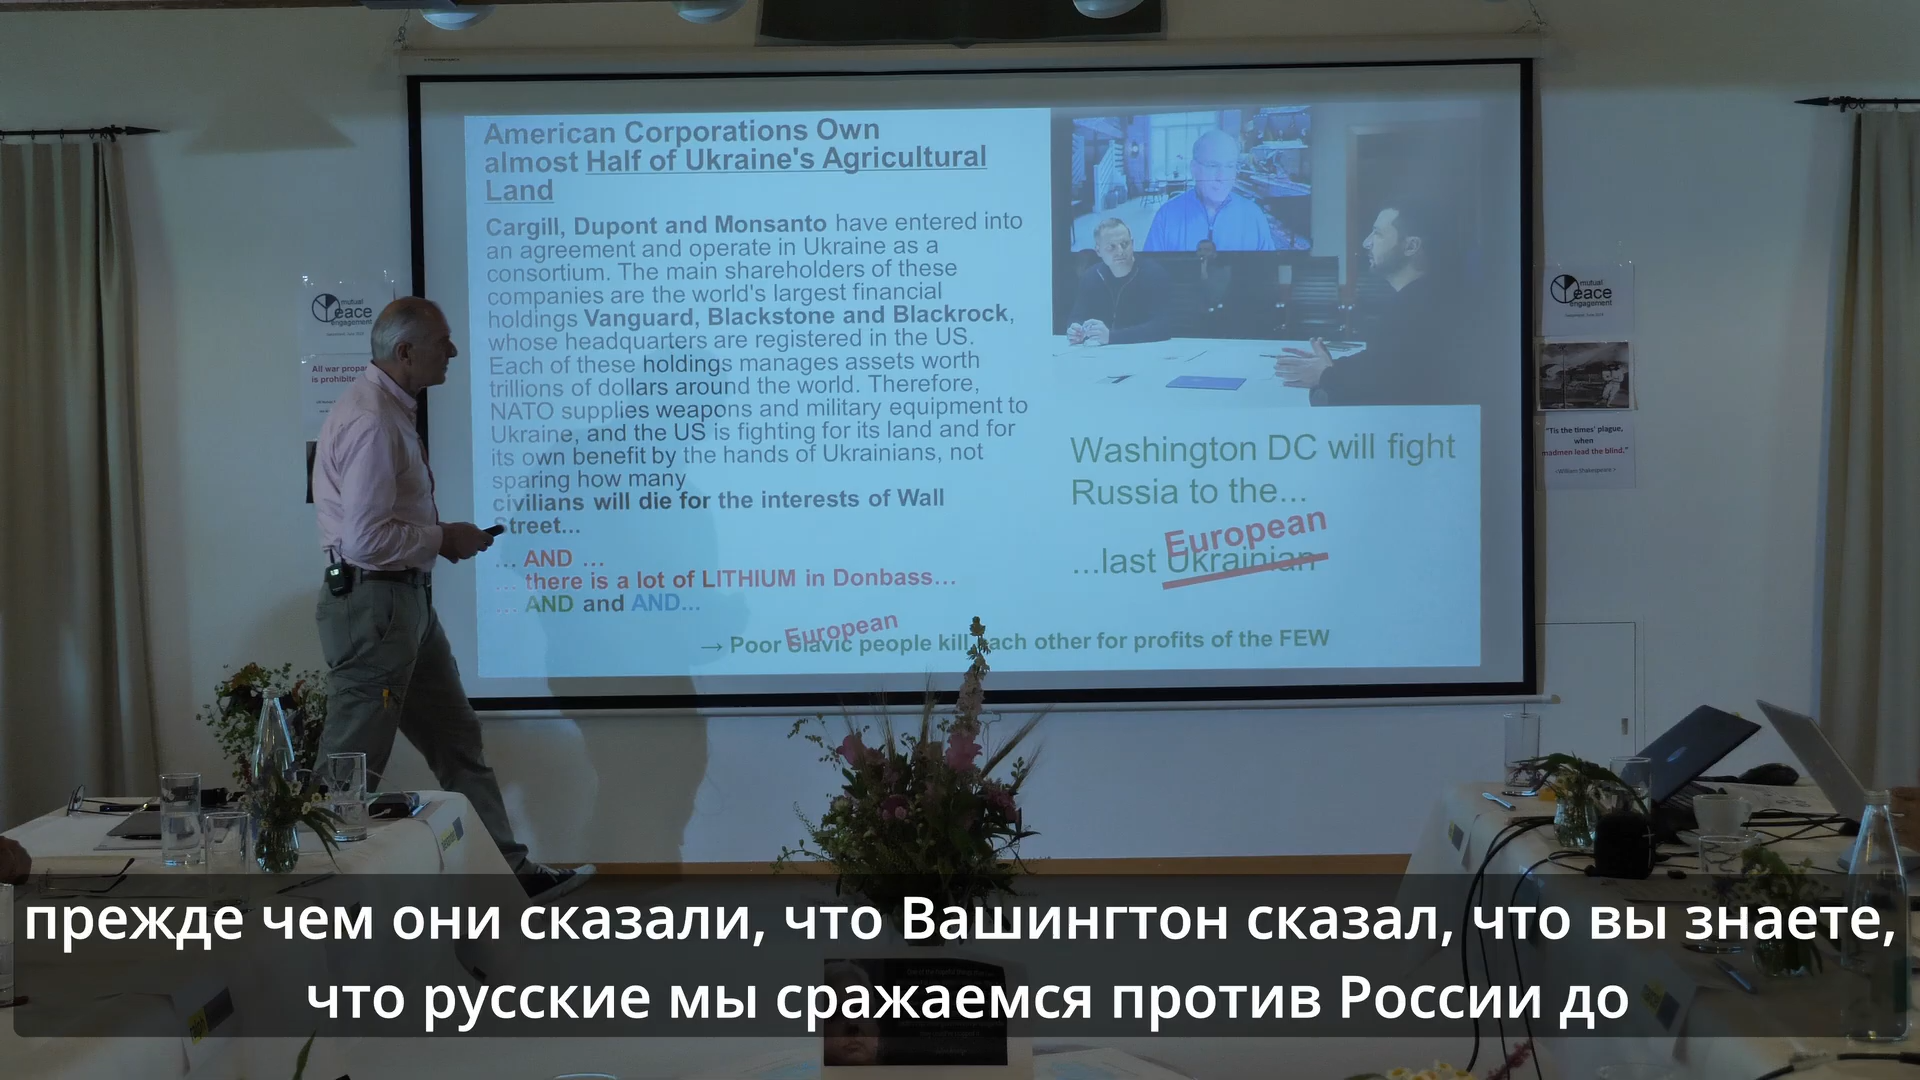 American Corporations Own
almost Half of Ukraine's Agricultural
Land
Cargill, Dupont and Monsanto have entered into
an agreement and operate in Ukraine as a
consortium. The main shareholders of these
companies are the world's largest financial
holdings Vanguard, Blackstone and Blackrock,
whose headquarters are registered in the US.
Each of these holdings manages assets worth
trillions of dollars around the world. Therefore,
NATO supplies weapons and military equipment to
Ukraine, and the US is fighting for its land and for
its own benefit by the hands of Ukrainians, not
sparing how many
civilians will die for the interests of Wall
Street...
... AND ...
... there is a lot of LITHIUM in Donbass...
... AND and AND...
Washington DC will fight
Russia to the...
European
...last Ukrainian
European
→ Poor Slavic people kill each other for profits of the FEW
mutual
Peace
engagement
All war propa
is prohibite
mutual
Peace
engagement
"Tis the times' plague,
when
madmen lead the blind."
прежде чем они сказали, что Вашингтон сказал, что вы знаете,
что русские мы сражаемся против России до